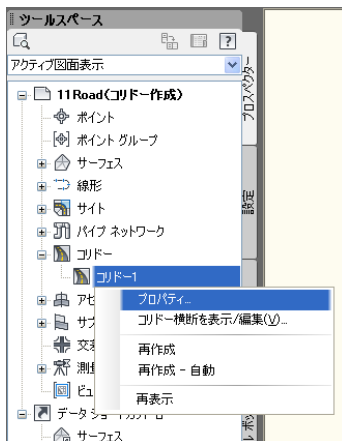 ツールスペース
アクティブ図面表示
11Road(コリドー作成)
ポイント
ポイント グループ
サーフェス
線形
サイト
パイプ ネットワーク
コリドー
コリドー1
プロパティ...
コリドー横断を表示/編集(V)...
再作成
再作成 - 自動
再表示
サーフェス
プロスペクター
設定